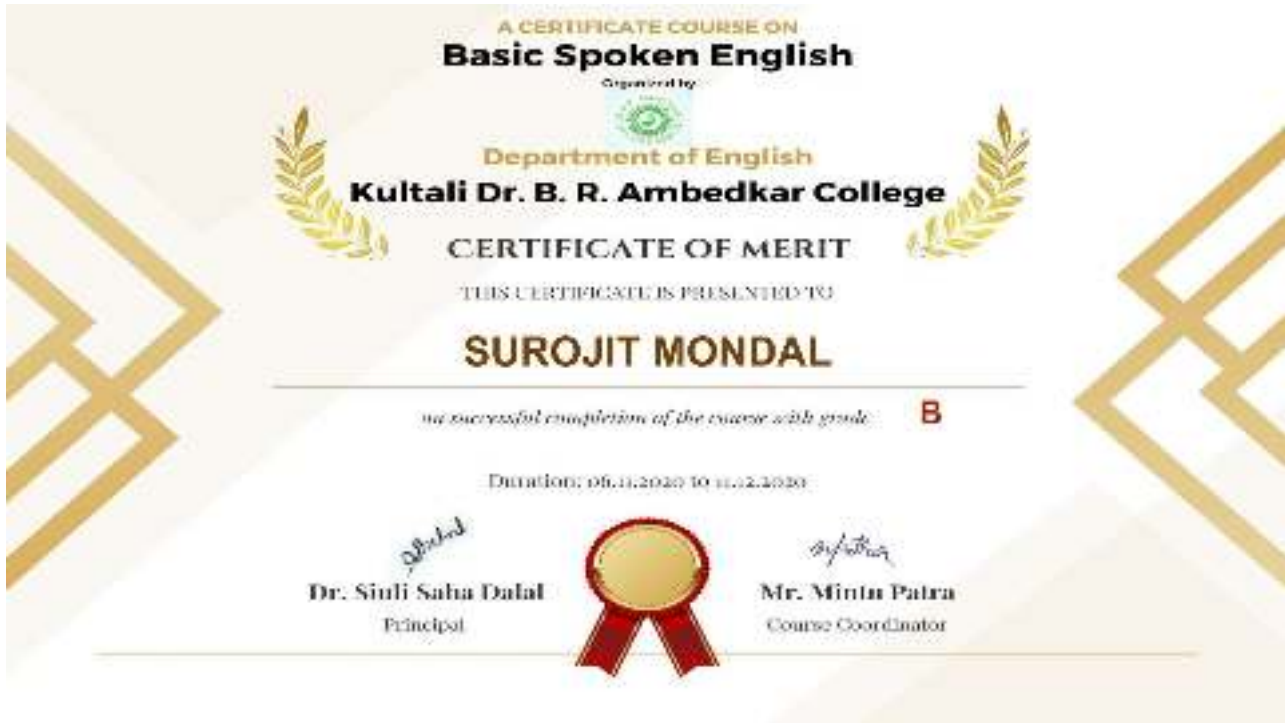 A CERTIFICATE COURSE ON
Basic Spoken English
Organized by
Department of English
Kultali Dr. B. R. Ambedkar College
CERTIFICATE OF MERIT
THIS CERTIFICATE IS PRESENTED TO
SUROJIT MONDAL
on successful completion of the course with grade B
Duration: 06.11.2020 to 11.12.2020
Dr. Siuli Saha Dalal Mr. Mintu Patra
Principal Course Coordinator